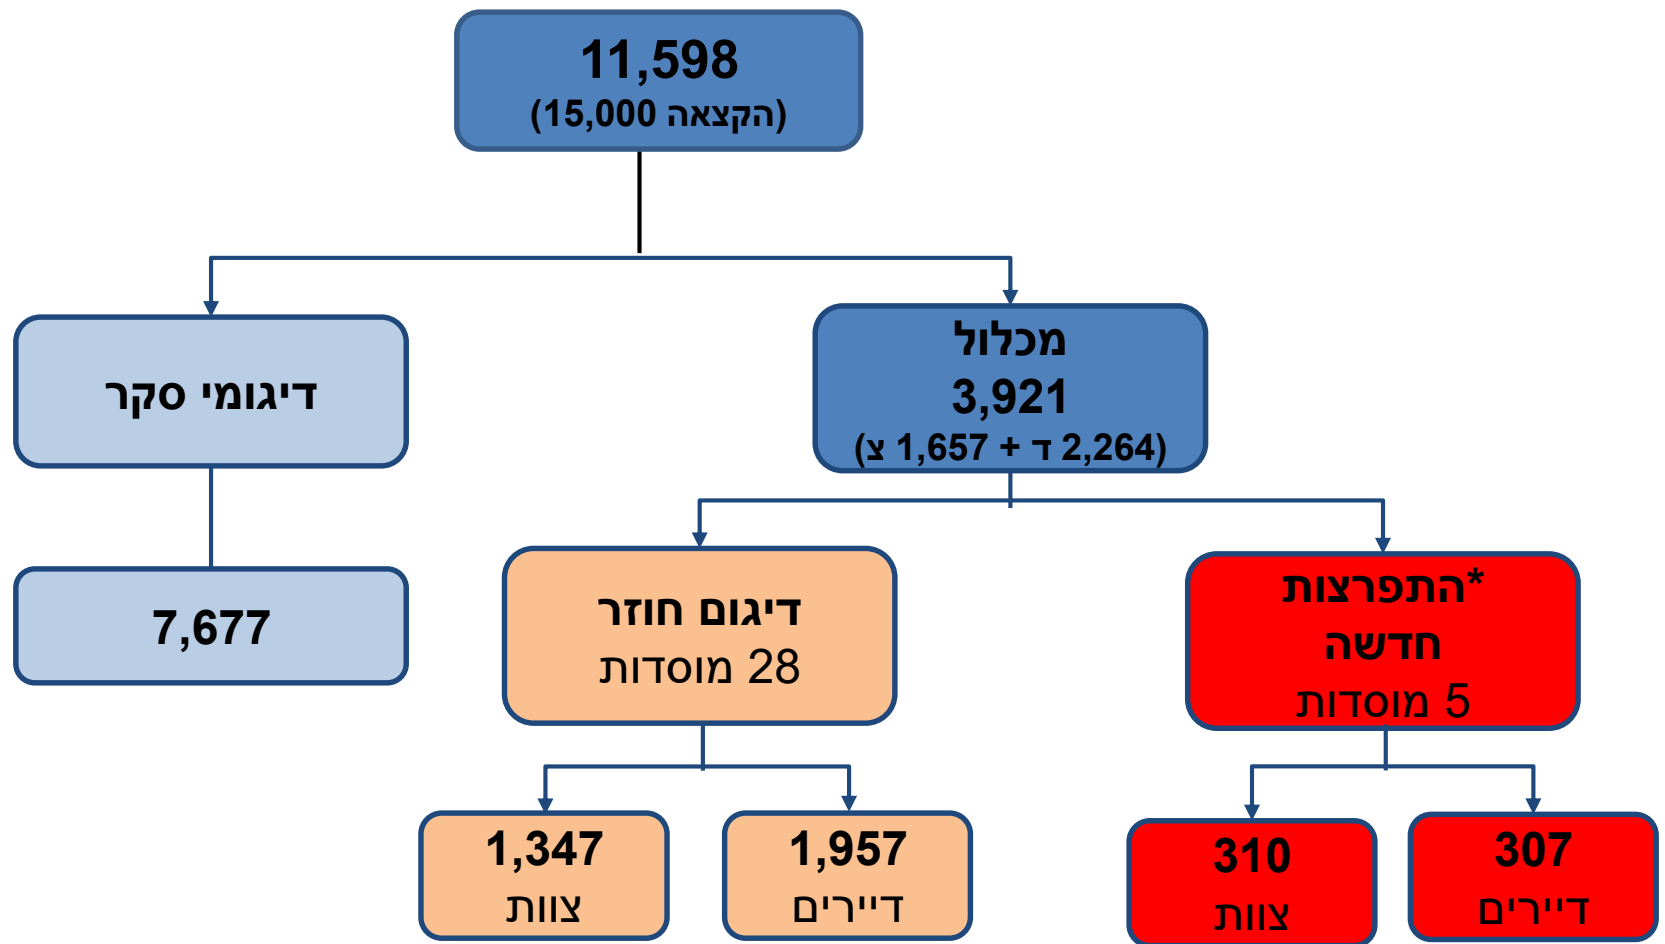 11,598
(הקצאה 15,000)
מכלול
3,921
(2,264 ד + 1,657 צ)
דיגומי סקר
7,677
*התפרצות
חדשה
5 מוסדות
דיגום חוזר
28 מוסדות
307
דיירים
310
צוות
1,957
דיירים
1,347
צוות